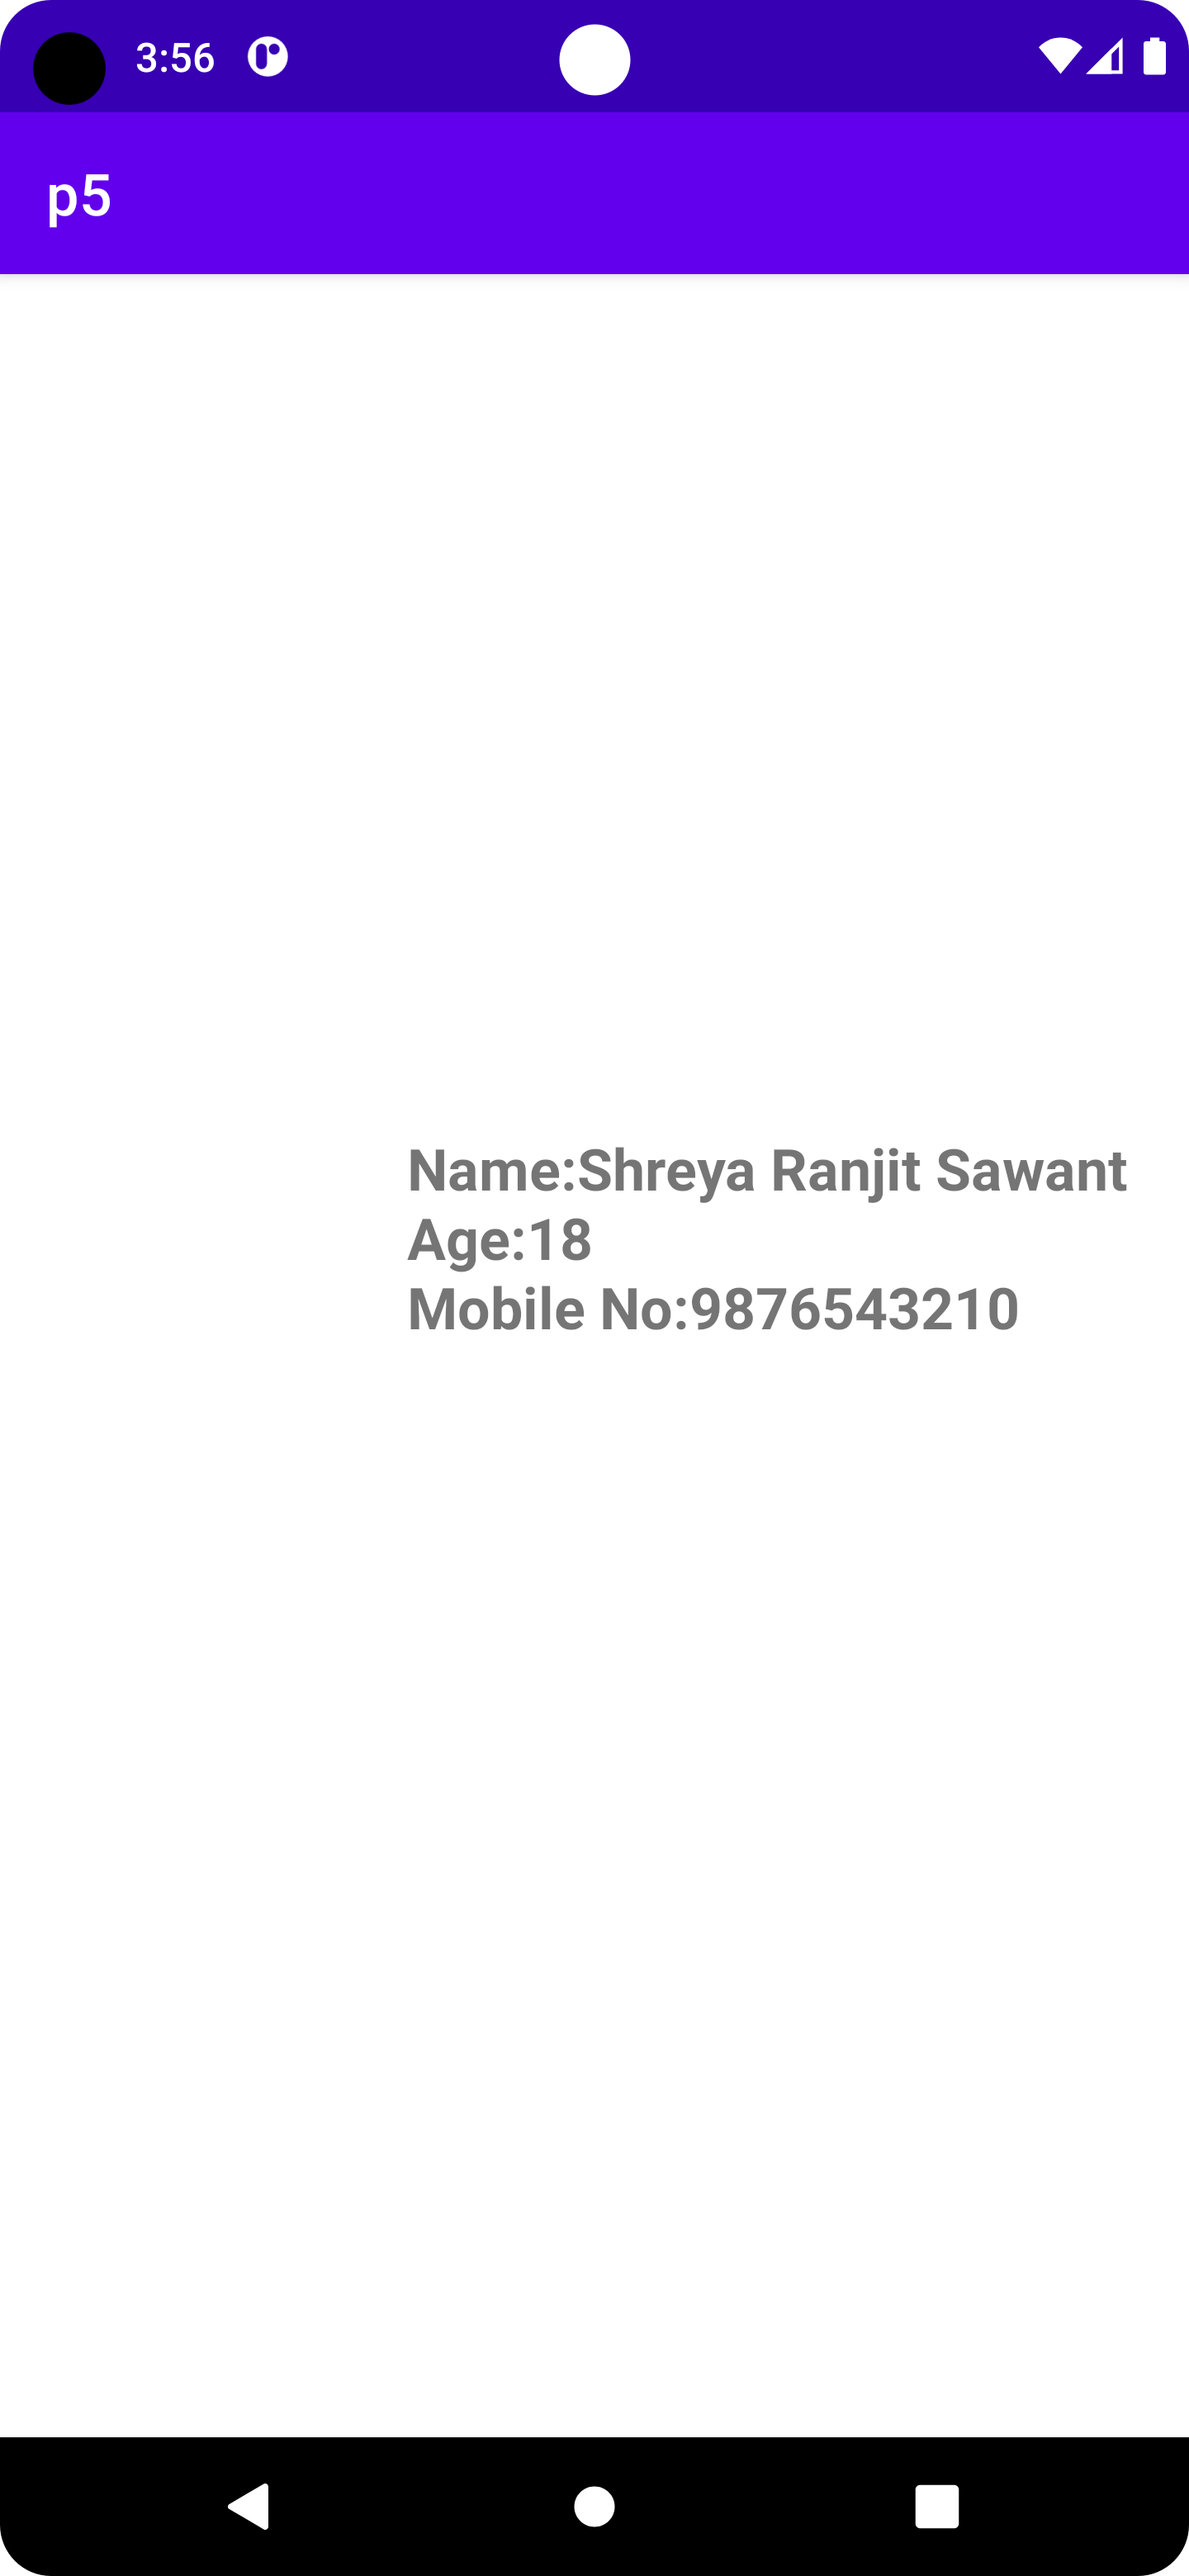 3:56
p5
Name:Shreya Ranjit Sawant
Age:18
Mobile No:9876543210